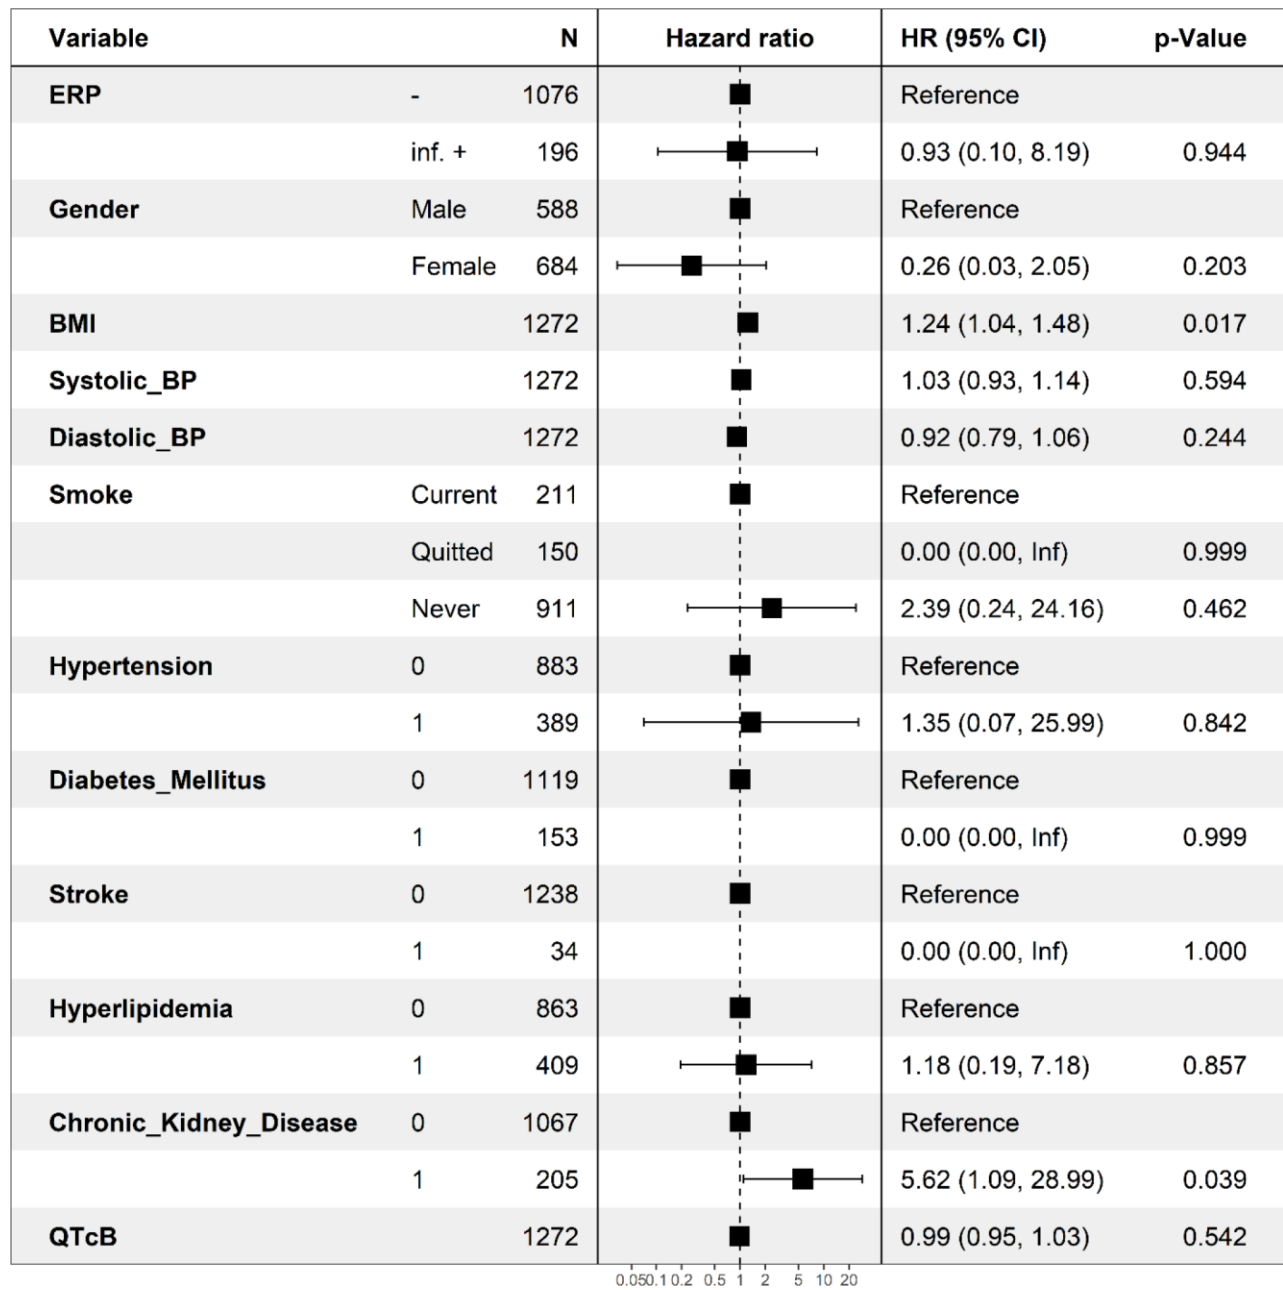 Variable N Hazard ratio HR (95% CI) p-Value
ERP - 1076 Reference
inf. + 196 0.93 (0.10, 8.19) 0.944
Gender Male 588 Reference
Female 684 0.26 (0.03, 2.05) 0.203
BMI 1272 1.24 (1.04, 1.48) 0.017
Systolic_BP 1272 1.03 (0.93, 1.14) 0.594
Diastolic_BP 1272 0.92 (0.79, 1.06) 0.244
Smoke Current 211 Reference
Quitted 150 0.00 (0.00, Inf) 0.999
Never 911 2.39 (0.24, 24.16) 0.462
Hypertension 0 883 Reference
1 389 1.35 (0.07, 25.99) 0.842
Diabetes_Mellitus 0 1119 Reference
1 153 0.00 (0.00, Inf) 0.999
Stroke 0 1238 Reference
1 34 0.00 (0.00, Inf) 1.000
Hyperlipidemia 0 863 Reference
1 409 1.18 (0.19, 7.18) 0.857
Chronic_Kidney_Disease 0 1067 Reference
1 205 5.62 (1.09, 28.99) 0.039
QTcB 1272 0.99 (0.95, 1.03) 0.542
0.05 0.1 0.2 0.5 1 2 5 10 20